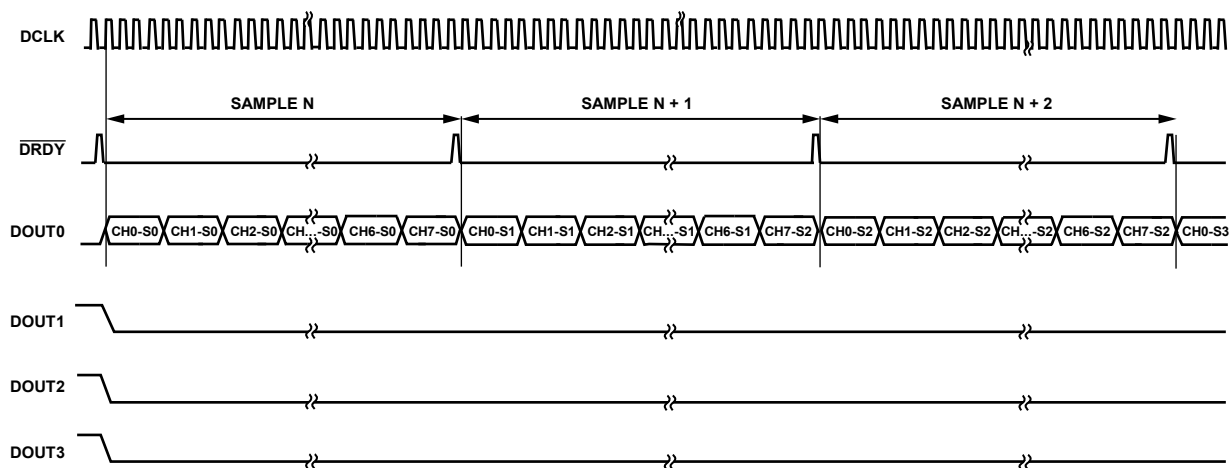 DCLK
SAMPLE N SAMPLE N + 1 SAMPLE N + 2
DRDY
DOUT0 CH0-S0 CH1-S0 CH2-S0 CH...-S0 CH6-S0 CH7-S0 CH0-S1 CH1-S1 CH2-S1 CH...-S1 CH6-S1 CH7-S2 CH0-S2 CH1-S2 CH2-S2 CH...-S2 CH6-S2 CH7-S2 CH0-S3
DOUT1
DOUT2
DOUT3